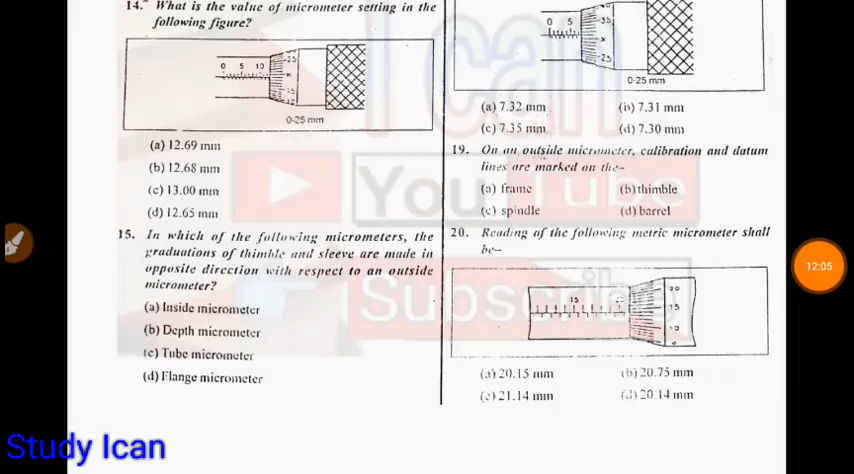 14. What is the value of micrometer setting in the
following figure?
0 5 10
25
15
0-25 mm
(a) 12.69 mm
(b) 12.68 mm
(c) 13.00 mm
(d) 12.65 mm
15. In which of the following micrometers, the
graduations of thimble and sleeve are made in
opposite direction with respect to an outside
micrometer?
(a) Inside micrometer
(b) Depth micrometer
(c) Tube micrometer
(d) Flange micrometer
0 5
35
25
0-25 mm
(a) 7.32 mm
(b) 7.31 mm
(c) 7.35 mm
(d) 7.30 mm
19. On an outside micrometer, calibration and datum
lines are marked on the-
(a) frame
(b) thimble
(c) spindle
(d) barrel
20. Reading of the following metric micrometer shall
be-
15 20
20
15
10
(a) 20.15 mm
(b) 20.75 mm
(c) 21.14 mm
(d) 20.14 mm
I can
YouTube
Subscribe
12:05
Study Ican